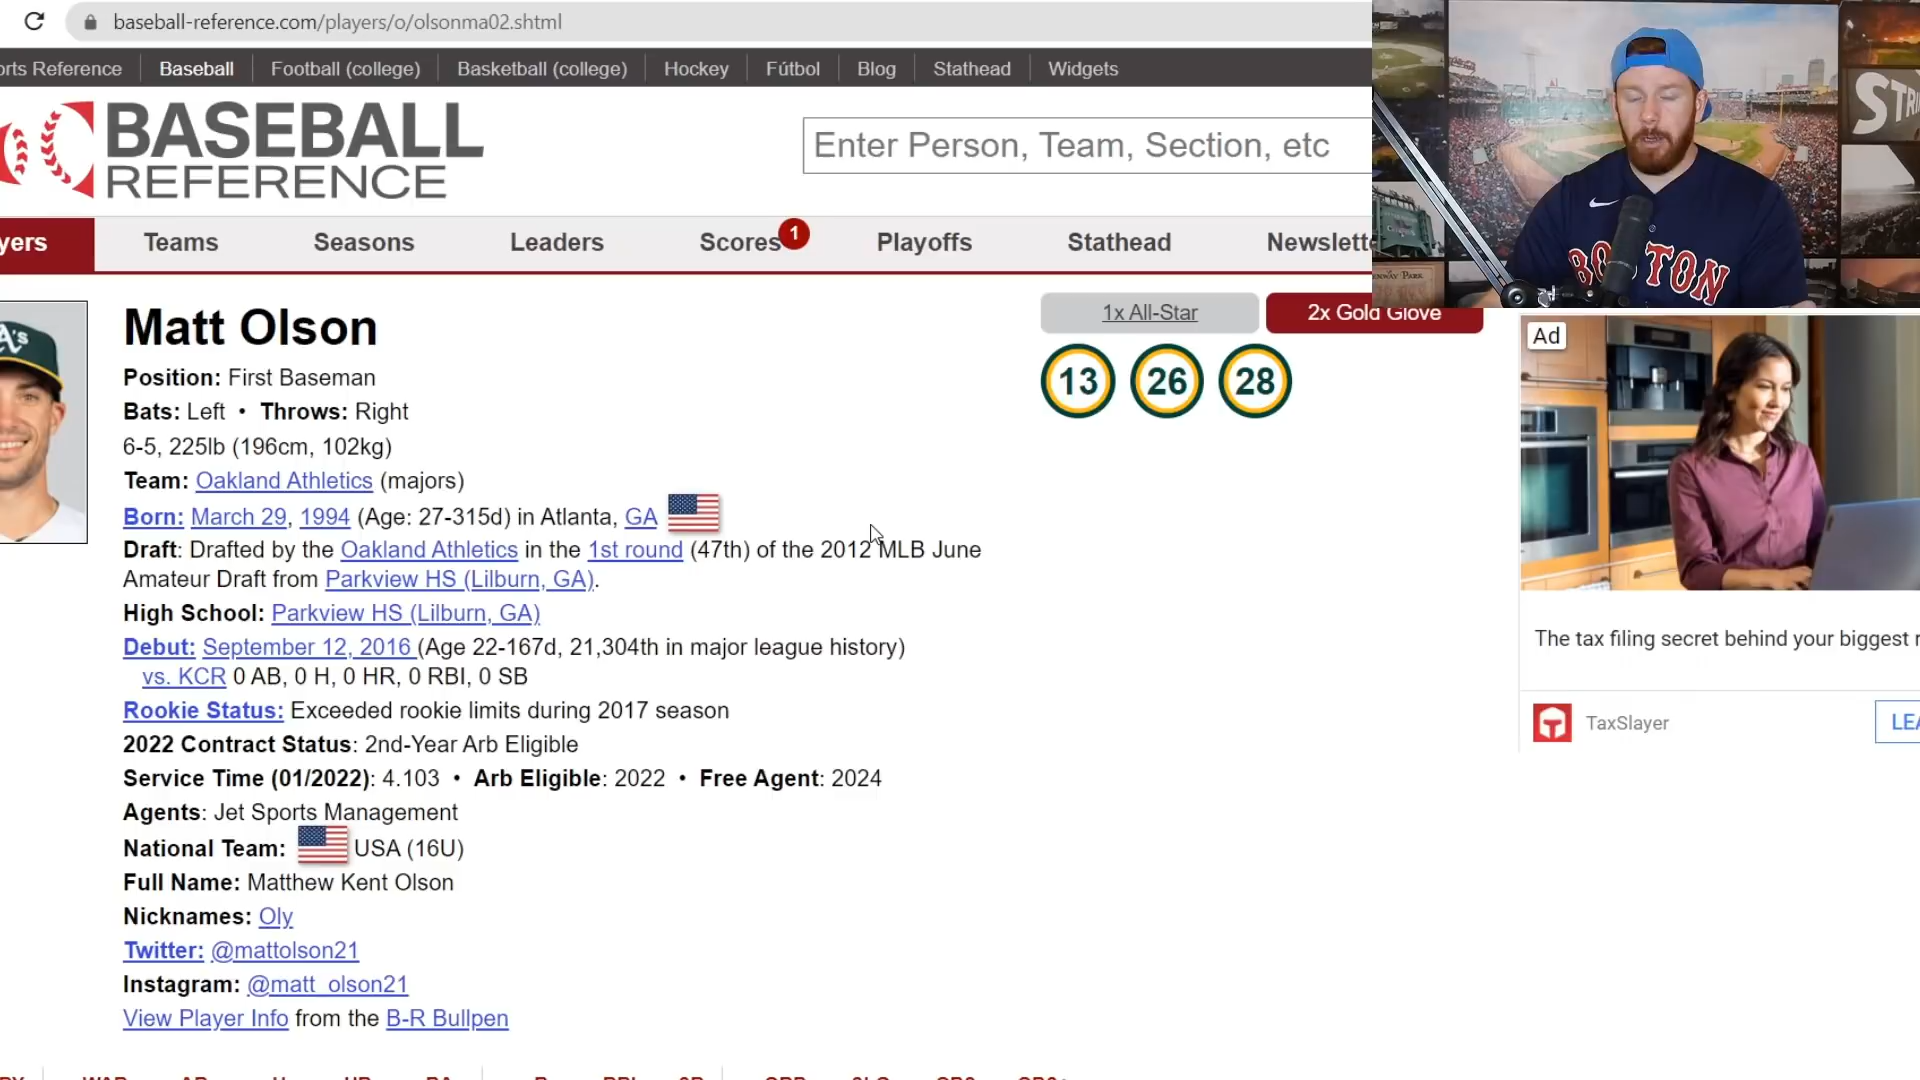 baseball-reference.com/players/o/olsonma02.shtml
rts Reference Baseball Football (college) Basketball (college) Hockey Fútbol Blog Stathead Widgets
BASEBALL
REFERENCE
Enter Person, Team, Section, etc
yers Teams Seasons Leaders Scores 1 Playoffs Stathead Newslett
BOSTON
STRI
ENWAY PARK
A's
Matt Olson
1x All-Star 2x Gold Glove
13 26 28
Position: First Baseman
Bats: Left • Throws: Right
6-5, 225lb (196cm, 102kg)
Team: Oakland Athletics (majors)
Born: March 29, 1994 (Age: 27-315d) in Atlanta, GA
Draft: Drafted by the Oakland Athletics in the 1st round (47th) of the 2012 MLB June
Amateur Draft from Parkview HS (Lilburn, GA).
High School: Parkview HS (Lilburn, GA)
Debut: September 12, 2016 (Age 22-167d, 21,304th in major league history)
vs. KCR 0 AB, 0 H, 0 HR, 0 RBI, 0 SB
Rookie Status: Exceeded rookie limits during 2017 season
2022 Contract Status: 2nd-Year Arb Eligible
Service Time (01/2022): 4.103 • Arb Eligible: 2022 • Free Agent: 2024
Agents: Jet Sports Management
National Team: USA (16U)
Full Name: Matthew Kent Olson
Nicknames: Oly
Twitter: @mattolson21
Instagram: @matt_olson21
View Player Info from the B-R Bullpen
Ad
The tax filing secret behind your biggest r
TaxSlayer LEA